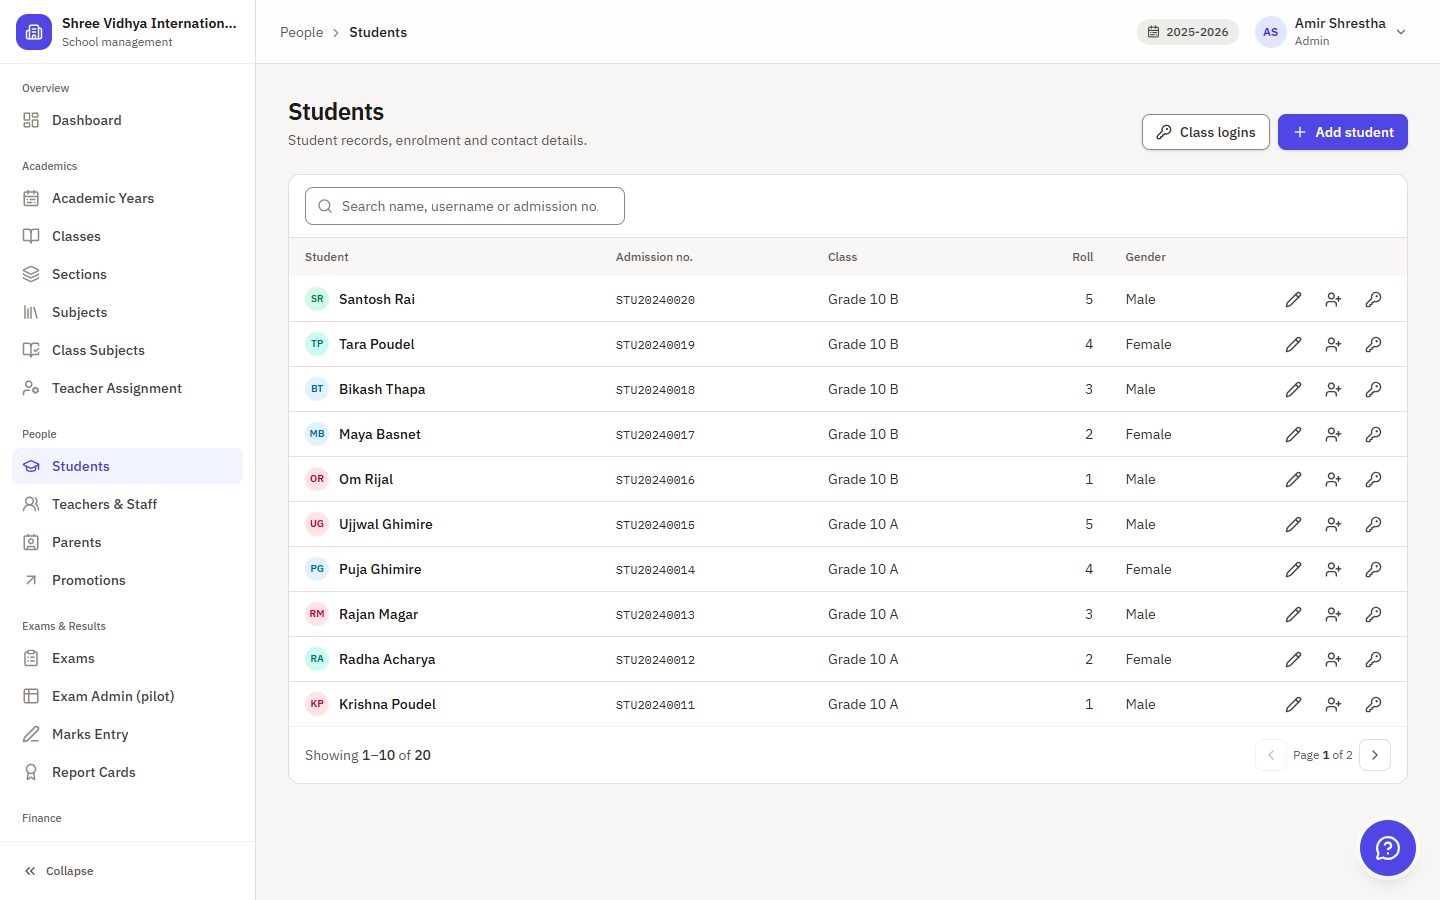 Shree Vidhya Internation...
School management
People > Students
2025-2026
AS
Amir Shrestha
Admin
Overview
Dashboard
Academics
Academic Years
Classes
Sections
Subjects
Class Subjects
Teacher Assignment
People
Students
Teachers & Staff
Parents
Promotions
Exams & Results
Exams
Exam Admin (pilot)
Marks Entry
Report Cards
Finance
Collapse
Students
Student records, enrolment and contact details.
Class logins
Add student
Search name, username or admission no.
Student Admission no. Class Roll Gender
SR Santosh Rai STU20240020 Grade 10 B 5 Male
TP Tara Poudel STU20240019 Grade 10 B 4 Female
BT Bikash Thapa STU20240018 Grade 10 B 3 Male
MB Maya Basnet STU20240017 Grade 10 B 2 Female
OR Om Rijal STU20240016 Grade 10 B 1 Male
UG Ujjwal Ghimire STU20240015 Grade 10 A 5 Male
PG Puja Ghimire STU20240014 Grade 10 A 4 Female
RM Rajan Magar STU20240013 Grade 10 A 3 Male
RA Radha Acharya STU20240012 Grade 10 A 2 Female
KP Krishna Poudel STU20240011 Grade 10 A 1 Male
Showing 1–10 of 20
Page 1 of 2